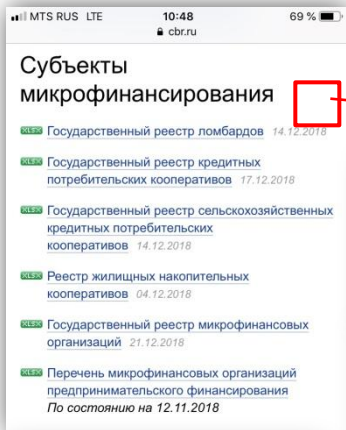 MTS RUS LTE 10:48 69 %
cbr.ru
Субъекты
микрофинансирования
XLSX Государственный реестр ломбардов 14.12.2018
XLSX Государственный реестр кредитных
потребительских кооперативов 17.12.2018
XLSX Государственный реестр сельскохозяйственных
кредитных потребительских
кооперативов 14.12.2018
XLSX Реестр жилищных накопительных
кооперативов 04.12.2018
XLSX Государственный реестр микрофинансовых
организаций 21.12.2018
XLSX Перечень микрофинансовых организаций
предпринимательского финансирования
По состоянию на 12.11.2018